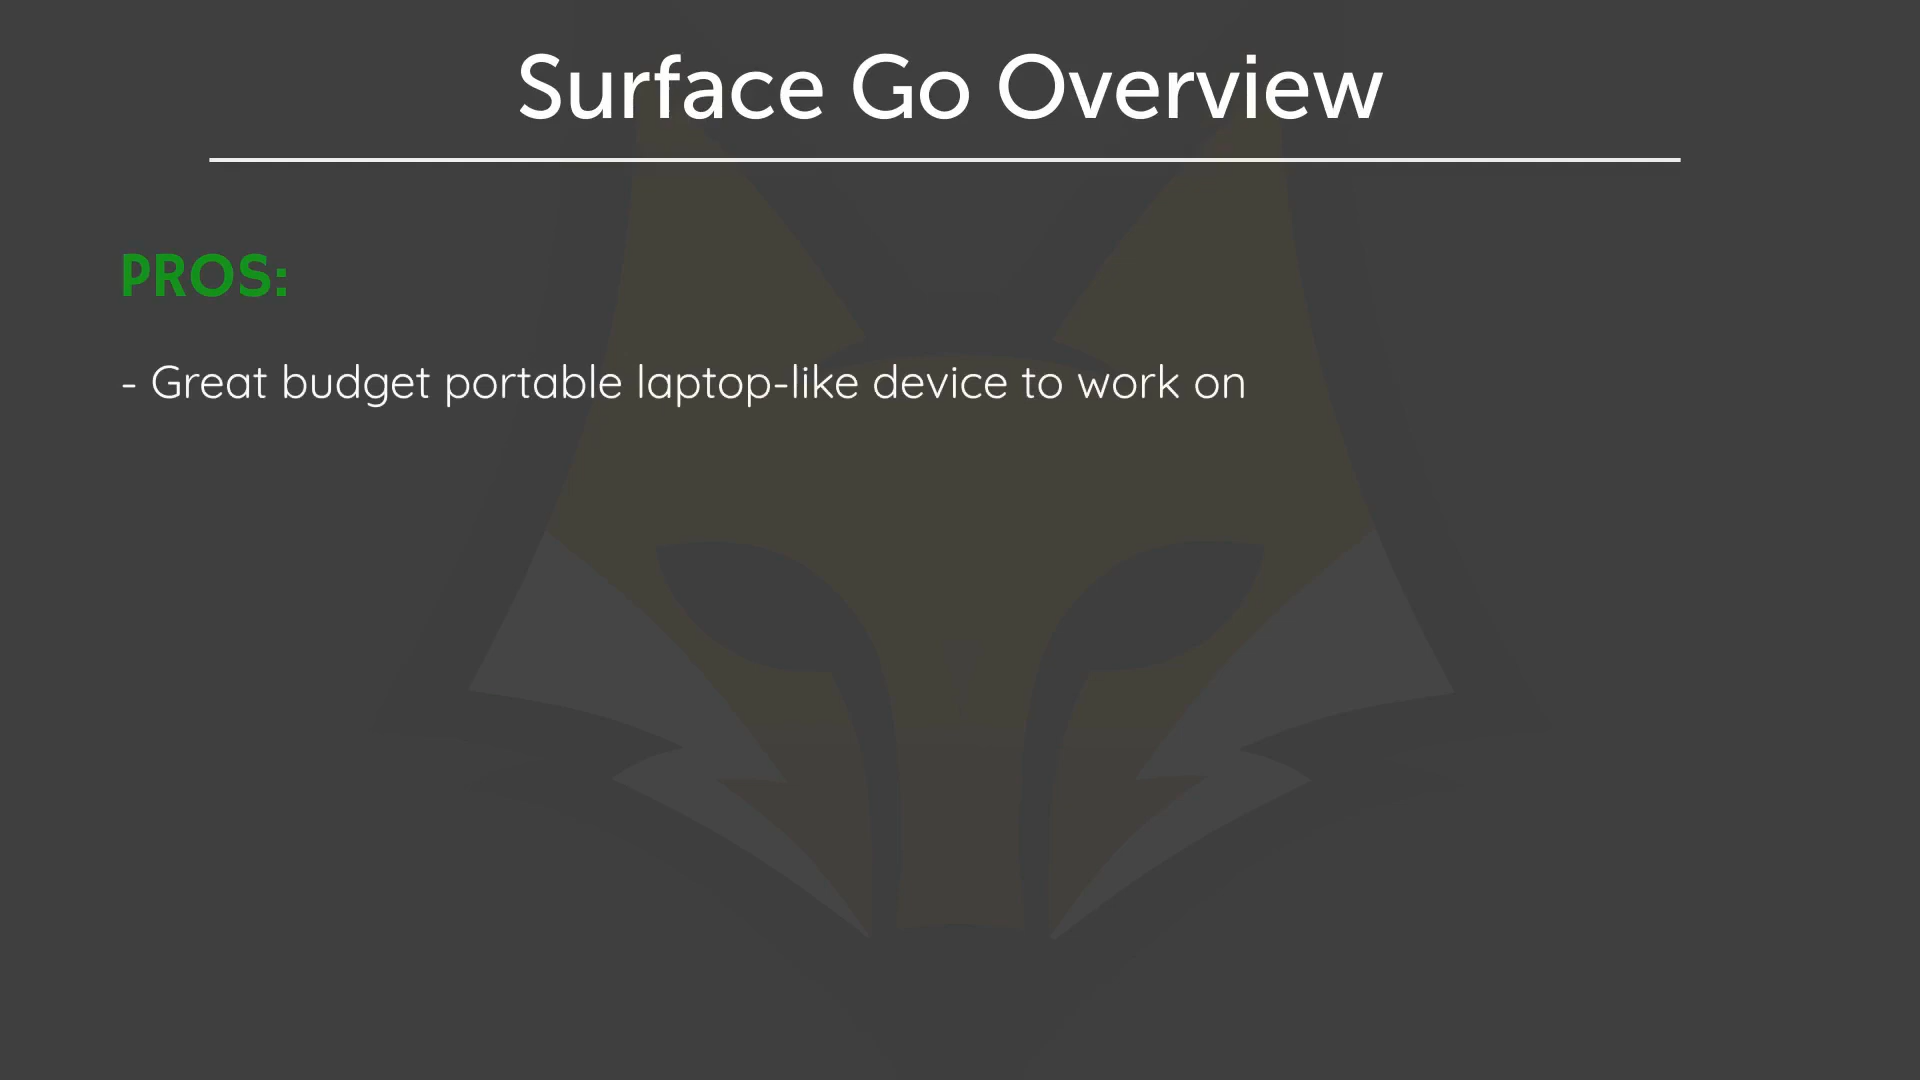 Surface Go Overview
PROS:
- Great budget portable laptop-like device to work on